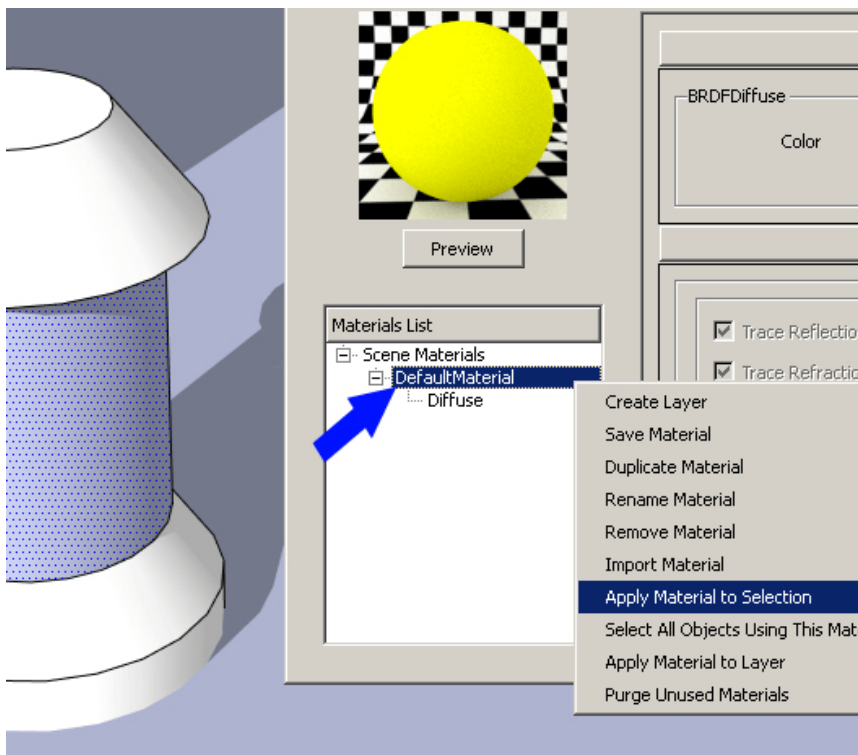 BRDFDiffuse
Color
Preview
Materials List
Scene Materials
DefaultMaterial
Diffuse
Trace Reflectio
Trace Refractio
Create Layer
Save Material
Duplicate Material
Rename Material
Remove Material
Import Material
Apply Material to Selection
Select All Objects Using This Mat
Apply Material to Layer
Purge Unused Materials